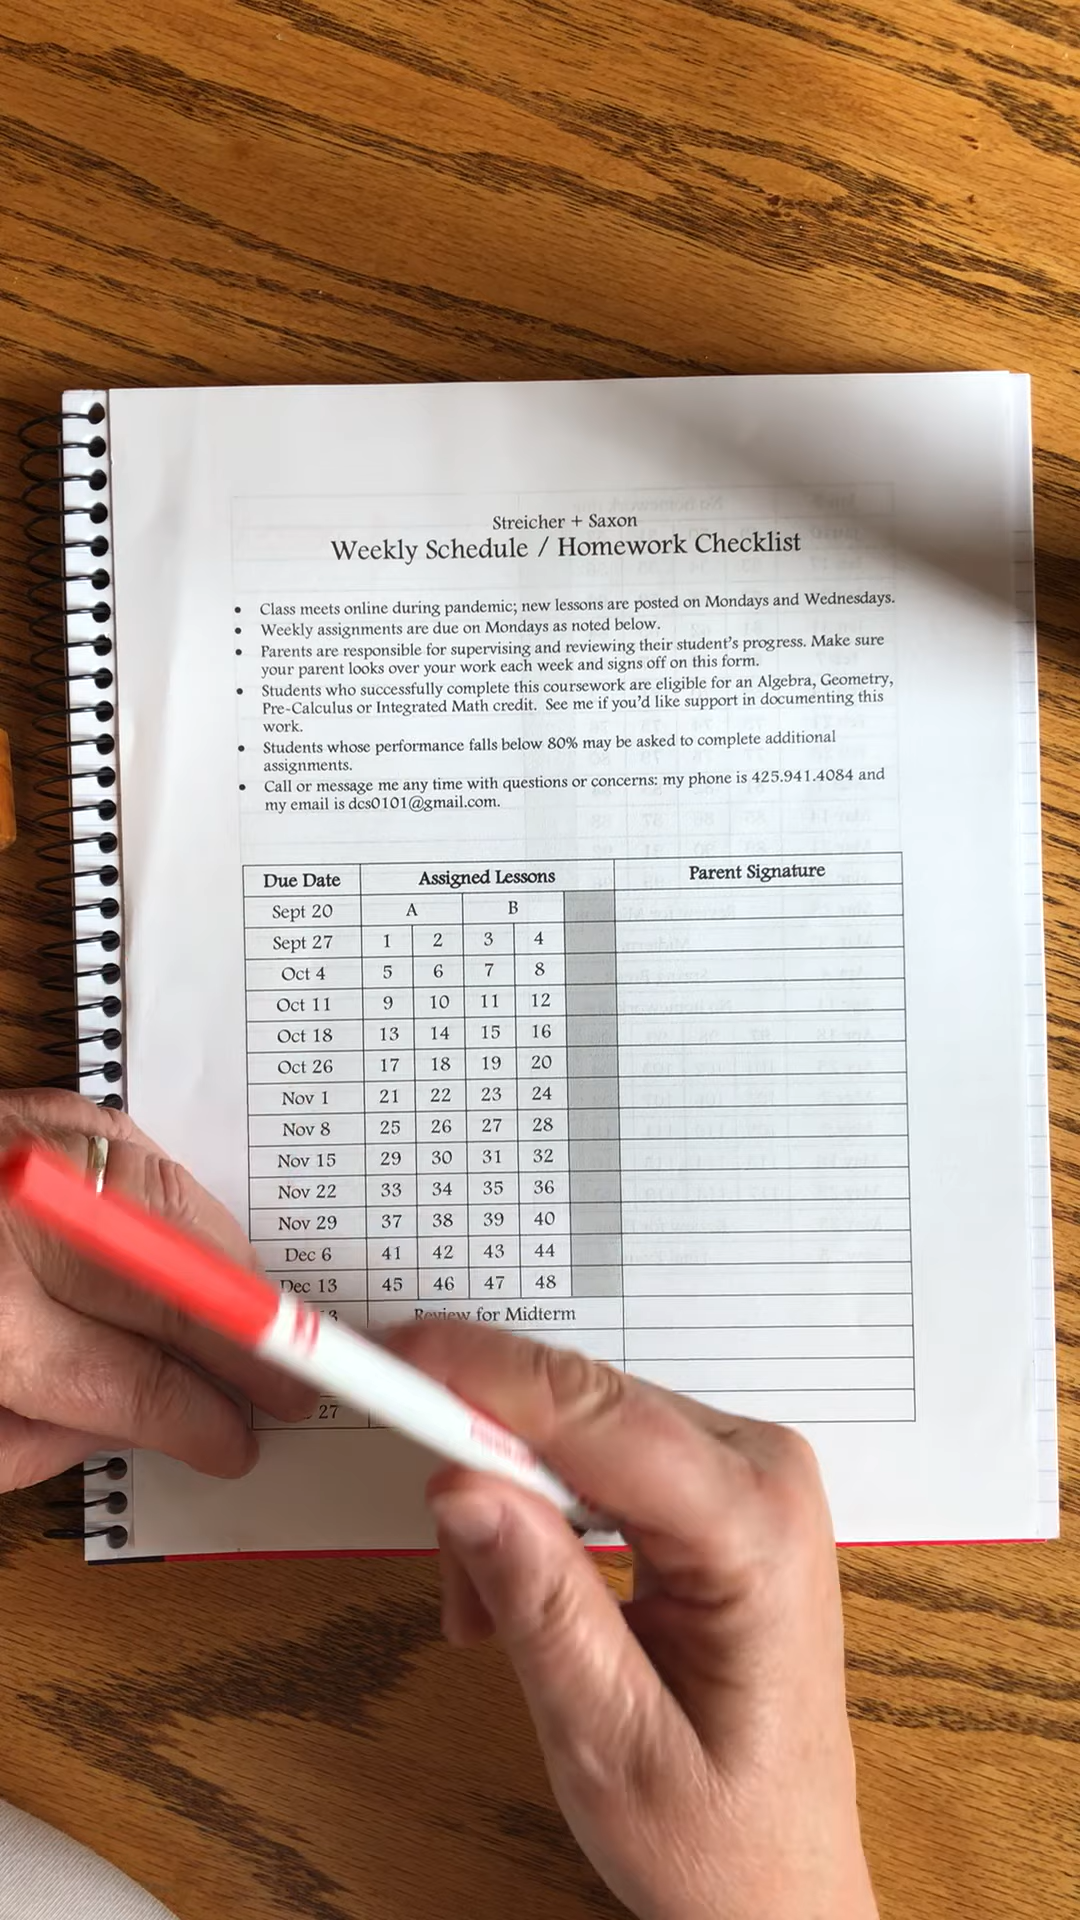 Streicher + Saxon
Weekly Schedule / Homework Checklist
• Class meets online during pandemic; new lessons are posted on Mondays and Wednesdays.
• Weekly assignments are due on Mondays as noted below.
• Parents are responsible for supervising and reviewing their student's progress. Make sure
your parent looks over your work each week and signs off on this form.
• Students who successfully complete this coursework are eligible for an Algebra, Geometry,
Pre-Calculus or Integrated Math credit. See me if you'd like support in documenting this
work.
• Students whose performance falls below 80% may be asked to complete additional
assignments.
• Call or message me any time with questions or concerns: my phone is 425.941.4084 and
my email is dcs0101@gmail.com.
Due Date Assigned Lessons Parent Signature
Sept 20 A B
Sept 27 1 2 3 4
Oct 4 5 6 7 8
Oct 11 9 10 11 12
Oct 18 13 14 15 16
Oct 26 17 18 19 20
Nov 1 21 22 23 24
Nov 8 25 26 27 28
Nov 15 29 30 31 32
Nov 22 33 34 35 36
Nov 29 37 38 39 40
Dec 6 41 42 43 44
Dec 13 45 46 47 48
Review for Midterm
27